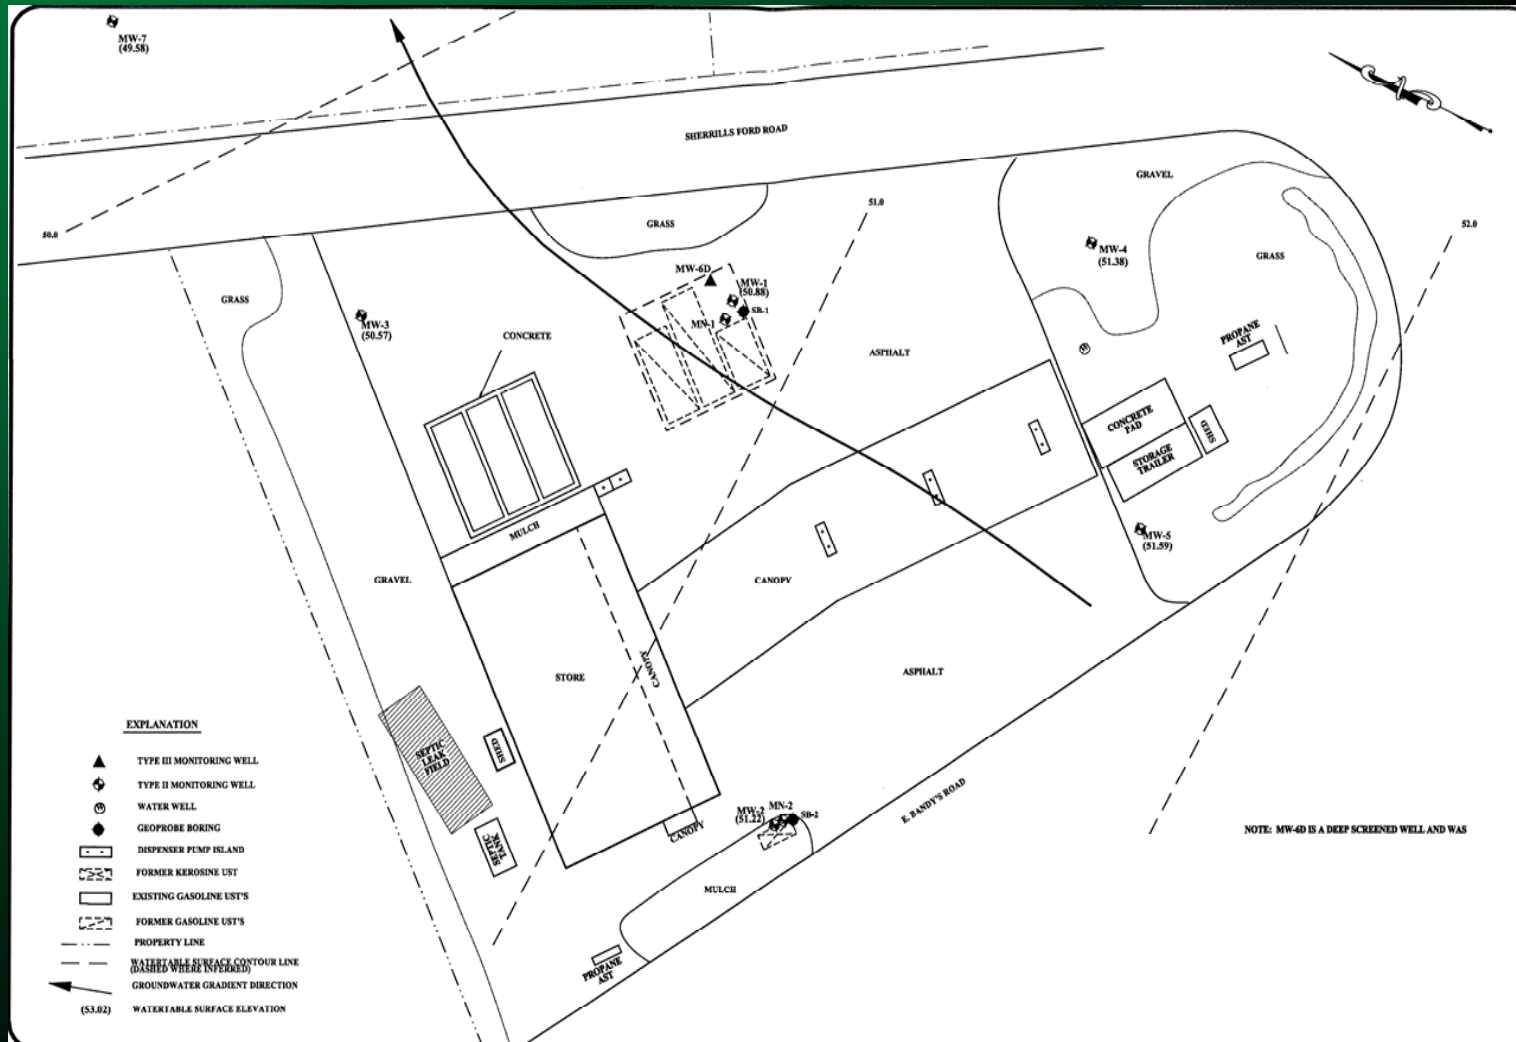 MW-7
(49.58)
SHERRILLS FORD ROAD
GRAVEL
50.0
51.0
52.0
GRASS
MW-4
(51.38)
GRASS
GRASS
MW-6D
MW-1
(50.88)
SB-1
MN-1
MW-3
(50.57)
CONCRETE
ASPHALT
PROPANE
AST
CONCRETE
PAD
SHED
STORAGE
TRAILER
MULCH
MW-5
(51.59)
GRAVEL
CANOPY
STORE
CANOPY
ASPHALT
SEPTIC
LEAK
FIELD
SHED
E. BANDY'S ROAD
MW-2
(51.22)
MN-2
SB-2
CANOPY
SEPTIC
TANK
MULCH
PROPANE
AST
NOTE: MW-6D IS A DEEP SCREENED WELL AND WAS
EXPLANATION
TYPE III MONITORING WELL
TYPE II MONITORING WELL
W WATER WELL
GEOPROBE BORING
DISPENSER PUMP ISLAND
FORMER KEROSINE UST
EXISTING GASOLINE UST'S
FORMER GASOLINE UST'S
PROPERTY LINE
WATERTABLE SURFACE CONTOUR LINE
(DASHED WHERE INFERRED)
GROUNDWATER GRADIENT DIRECTION
(53.02) WATERTABLE SURFACE ELEVATION